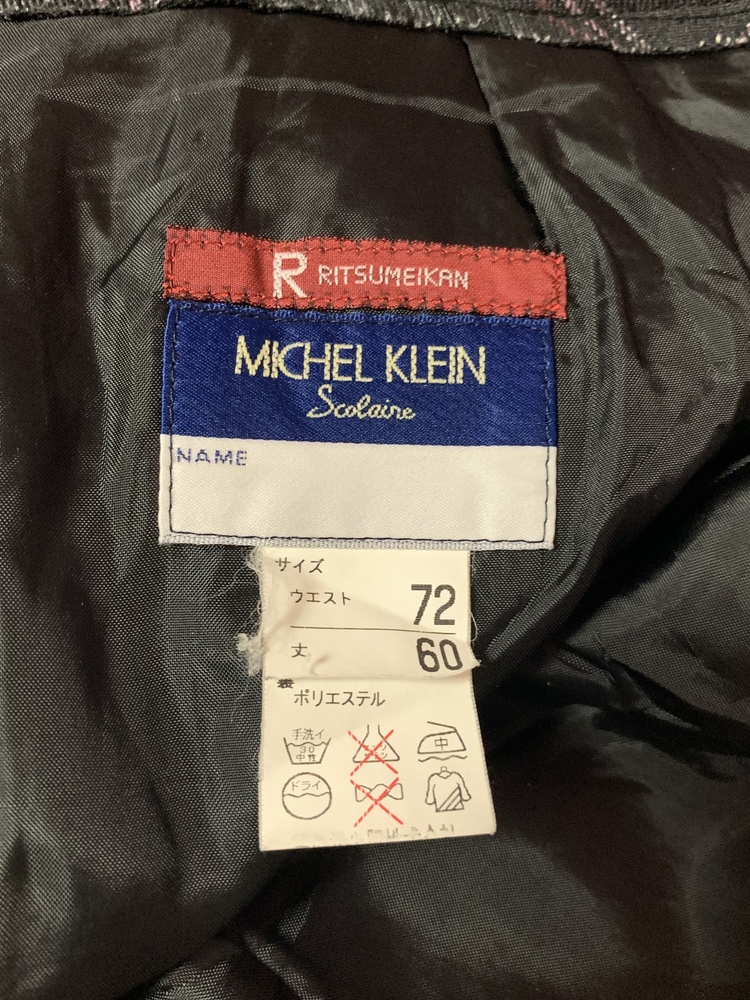 R RITSUMEIKAN
MICHEL KLEIN
Scolaire
NAME
サイズ
ウエスト 72
丈 60
表
ポリエステル
手洗イ
30
中性
中
ドライ